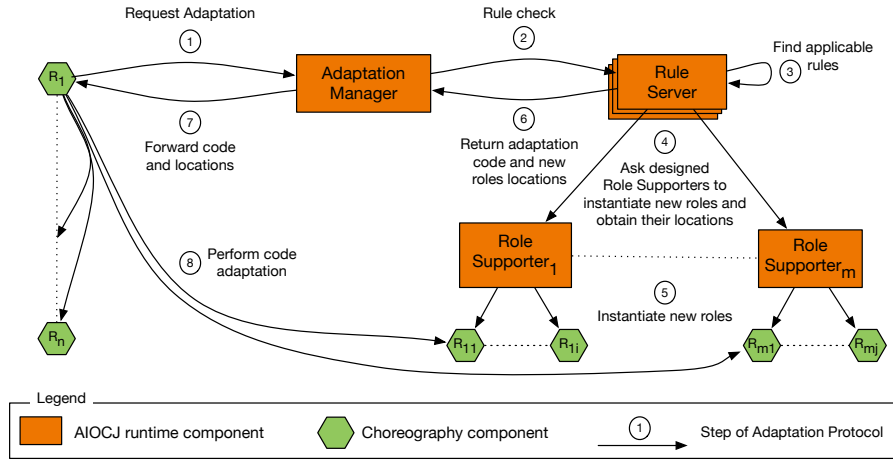 Request Adaptation
1
Rule check
2
R1
Adaptation
Manager
Rule
Server
Find applicable
3
rules
7
Forward code
and locations
6
Return adaptation
code and new
roles locations
4
Ask designed
Role Supporters to
instantiate new roles and
obtain their locations
8
Perform code
adaptation
Role
Supporter1
Role
Supporterm
5
Instantiate new roles
Rn
R11
R1i
Rm1
Rmj
Legend
AIOCJ runtime component
Choreography component
1
Step of Adaptation Protocol